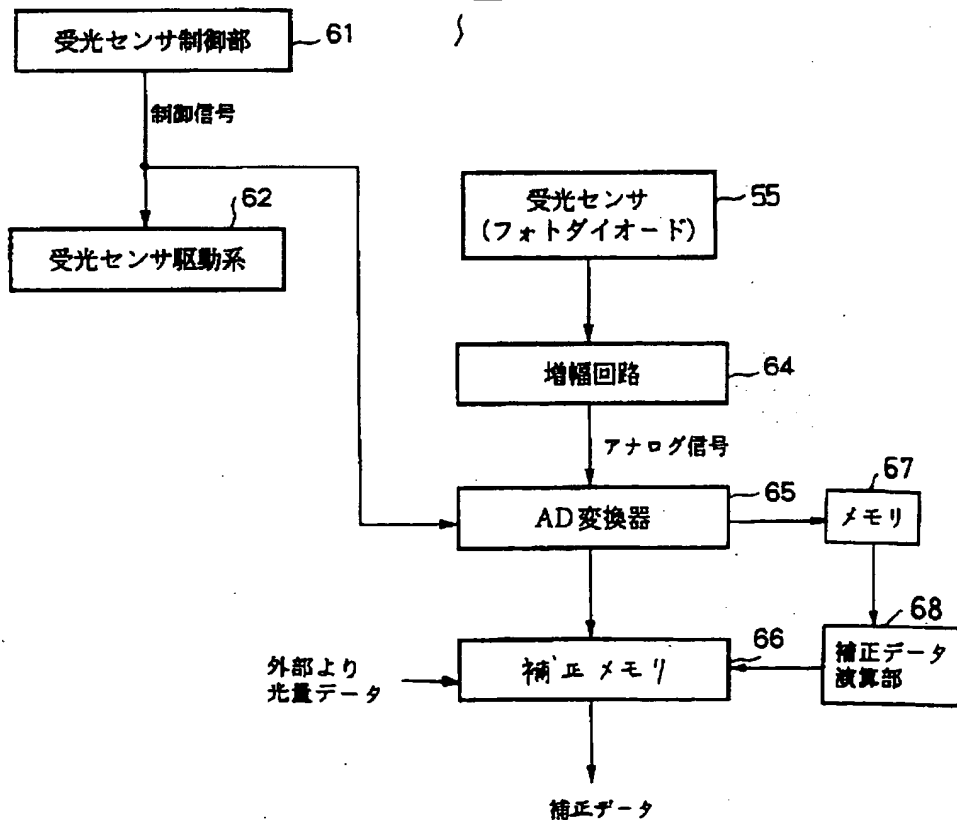 受光センサ制御部
61
制御信号
62
受光センサ駆動系
受光センサ
(フォトダイオード)
55
増幅回路
64
アナログ信号
AD変換器
65
67
メモリ
68
補正データ
演算部
外部より
光量データ
補正メモリ
66
補正データ